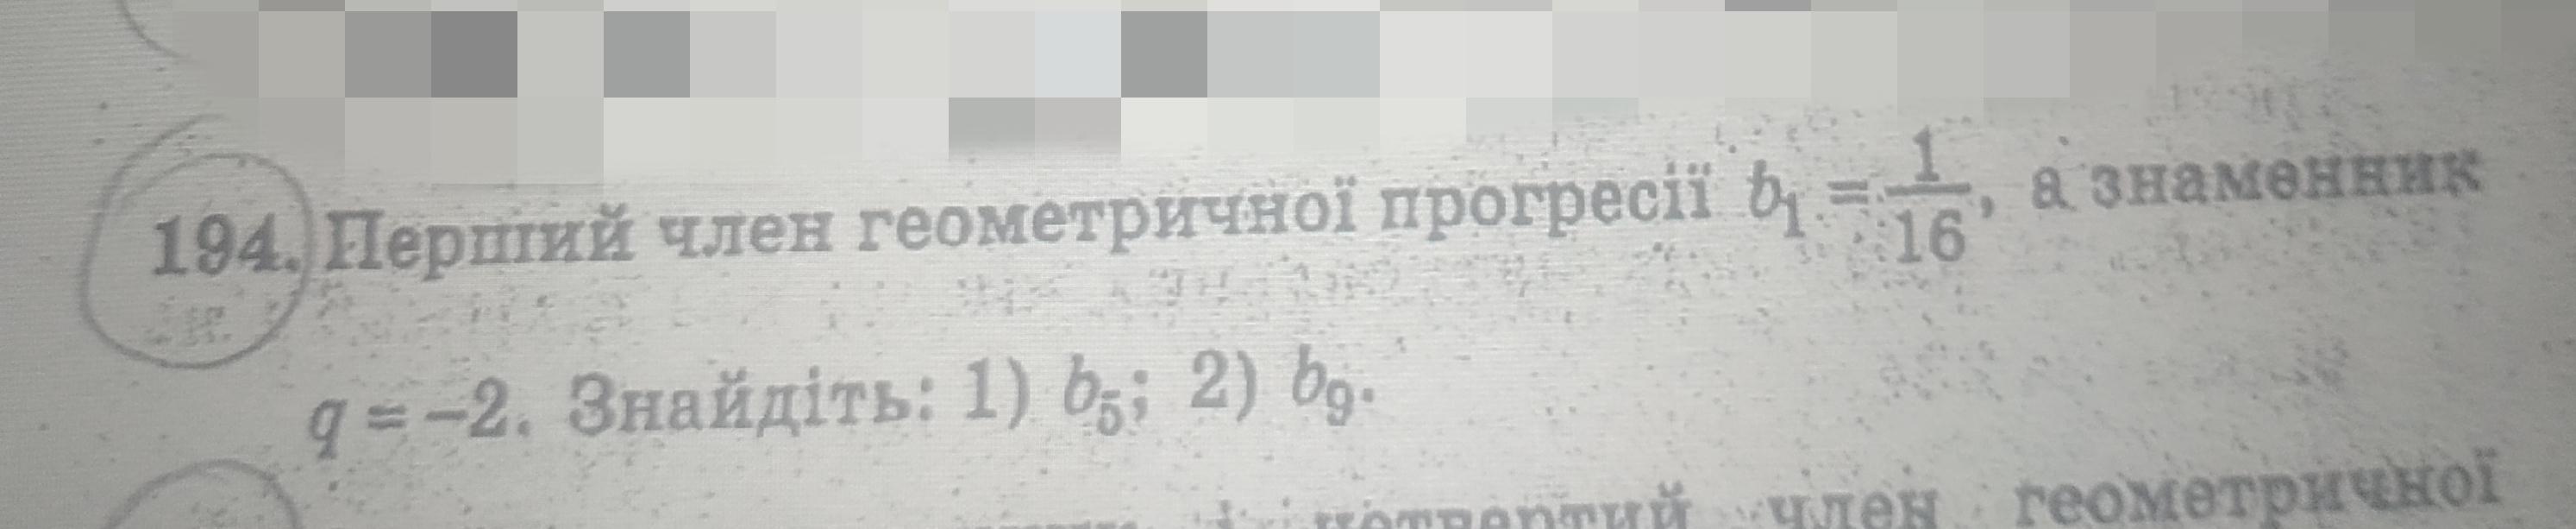 194. Перший член геометричної прогресії b₁ = 1/16, а знаменник
q = –2. Знайдіть: 1) b₅; 2) b₉.
четвертий член геометричної